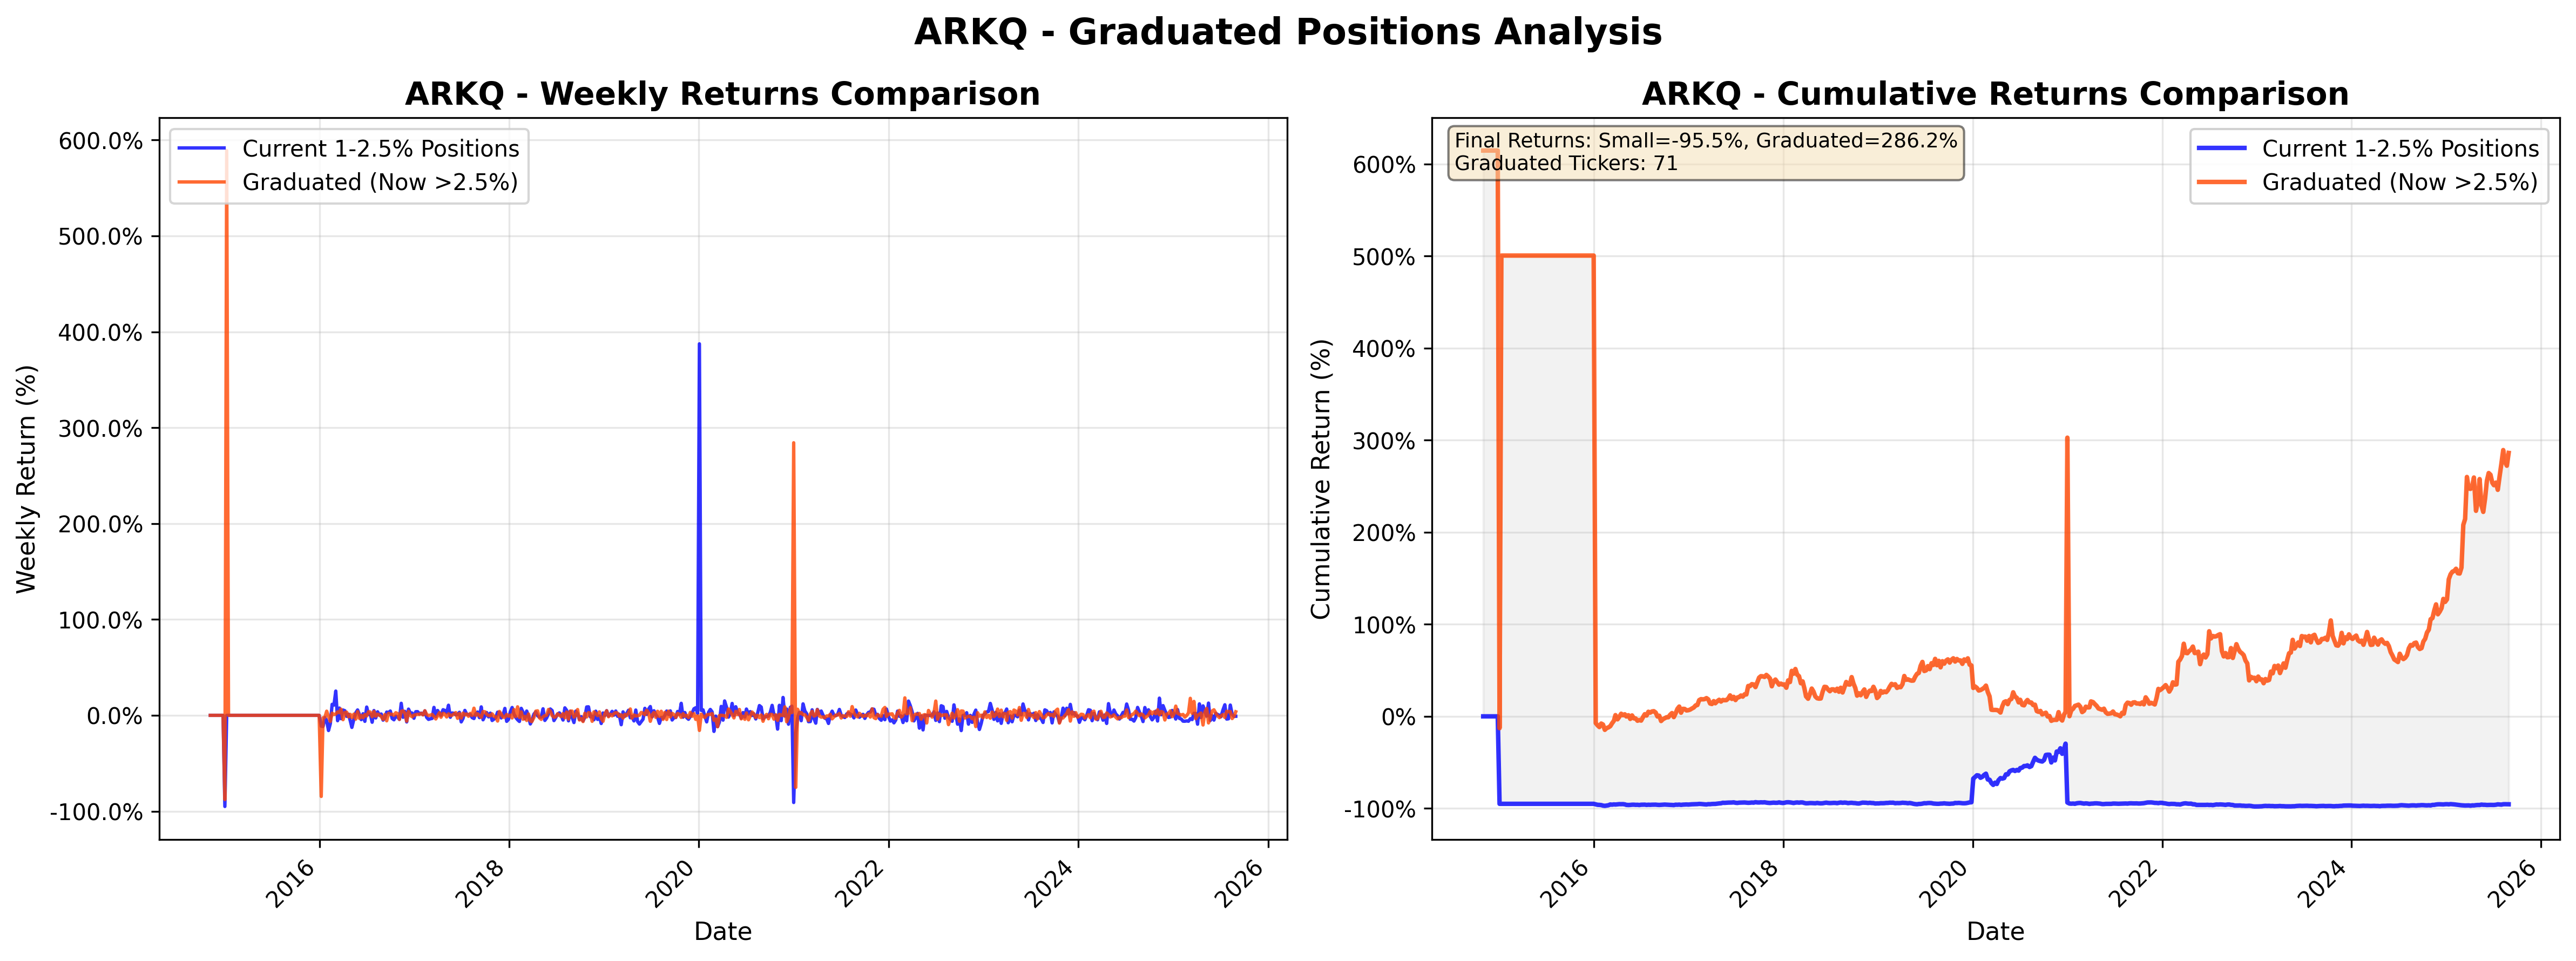 ARKQ - Graduated Positions Analysis
ARKQ - Weekly Returns Comparison
Weekly Return (%)
600.0%
500.0%
400.0%
300.0%
200.0%
100.0%
0.0%
-100.0%
Current 1-2.5% Positions
Graduated (Now >2.5%)
2016
2018
2020
2022
2024
2026
Date
ARKQ - Cumulative Returns Comparison
Cumulative Return (%)
600%
500%
400%
300%
200%
100%
0%
-100%
Final Returns: Small=-95.5%, Graduated=286.2%
Graduated Tickers: 71
Current 1-2.5% Positions
Graduated (Now >2.5%)
2016
2018
2020
2022
2024
2026
Date